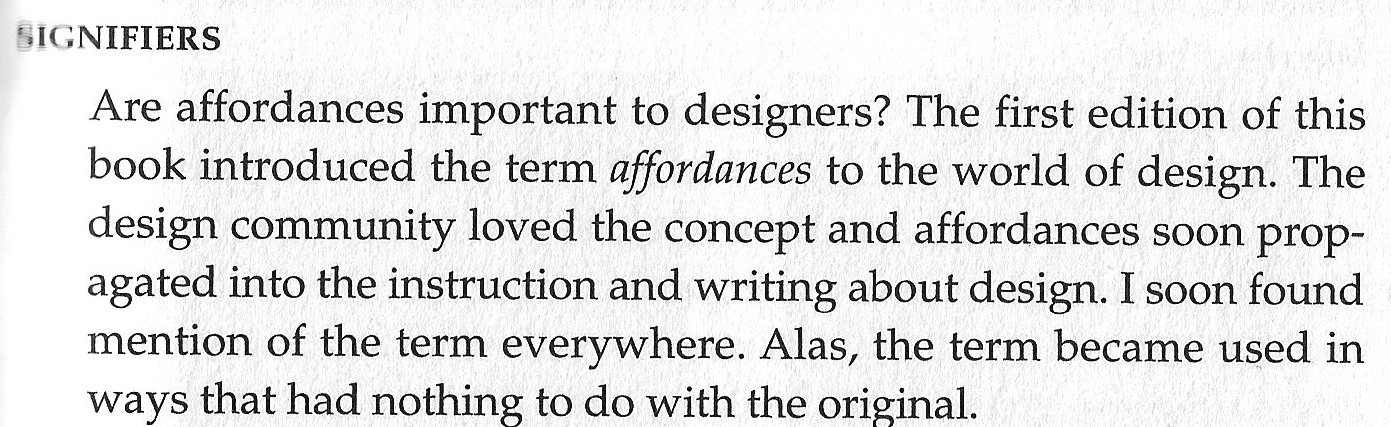 SIGNIFIERS
Are affordances important to designers? The first edition of this
book introduced the term affordances to the world of design. The
design community loved the concept and affordances soon prop-
agated into the instruction and writing about design. I soon found
mention of the term everywhere. Alas, the term became used in
ways that had nothing to do with the original.